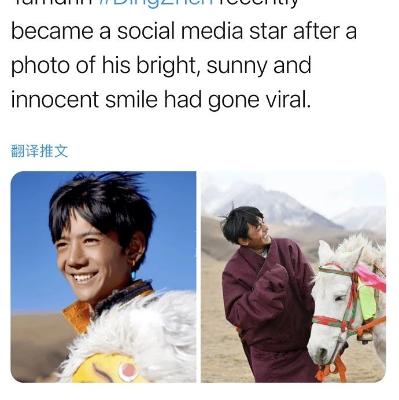 #DingZhen recently
became a social media star after a
photo of his bright, sunny and
innocent smile had gone viral.
翻译推文